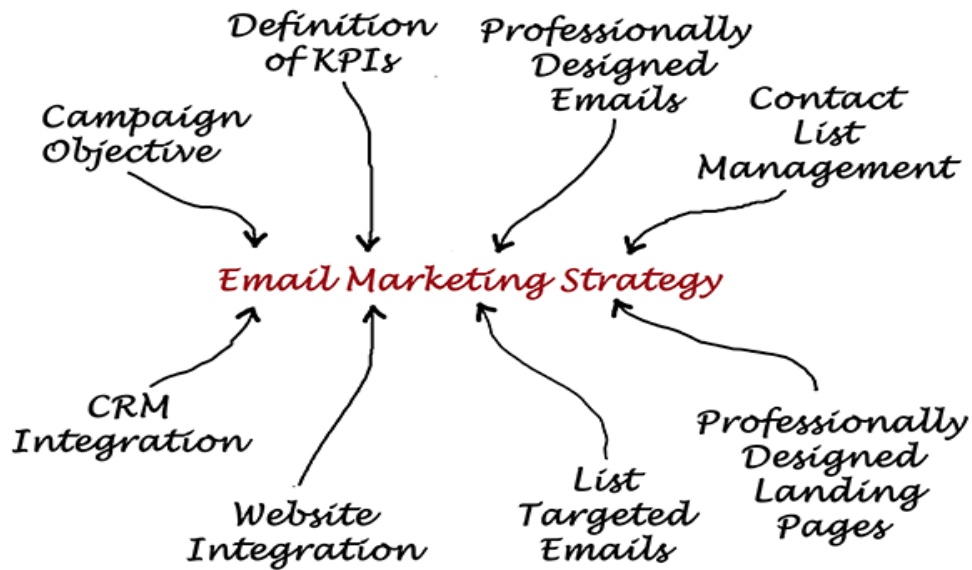 Definition
of KPIs
Professionally
Designed
Emails
Contact
List
Management
Campaign
Objective
Email Marketing Strategy
CRM
Integration
Website
Integration
List
Targeted
Emails
Professionally
Designed
Landing
Pages